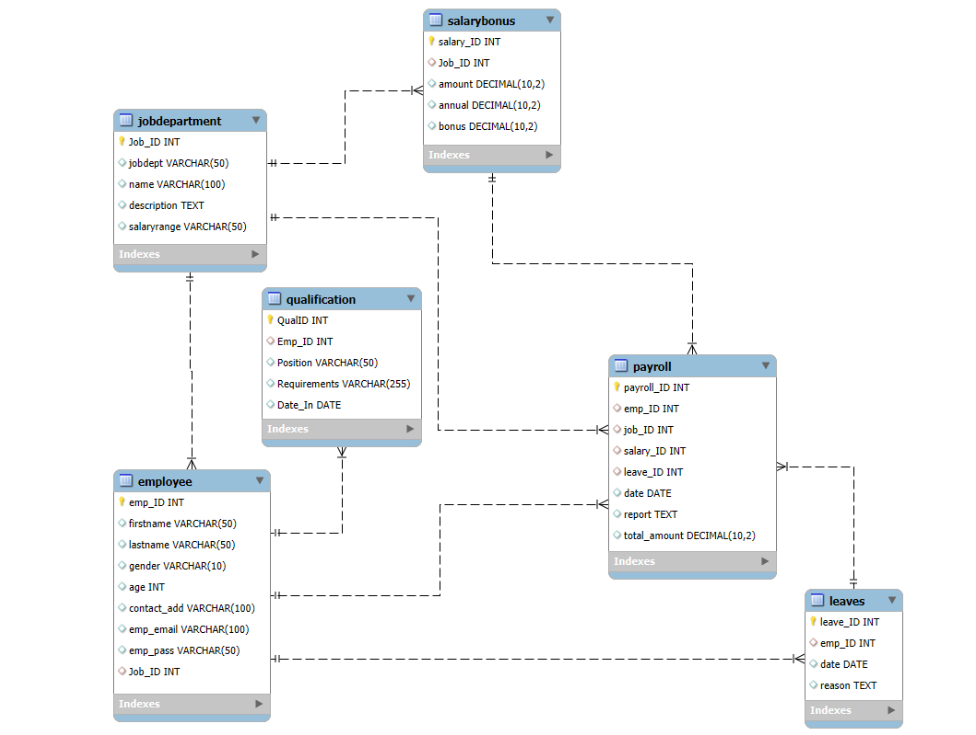 salarybonus
salary_ID INT
Job_ID INT
amount DECIMAL(10,2)
annual DECIMAL(10,2)
bonus DECIMAL(10,2)
Indexes
jobdepartment
Job_ID INT
jobdept VARCHAR(50)
name VARCHAR(100)
description TEXT
salaryrange VARCHAR(50)
Indexes
qualification
QualID INT
Emp_ID INT
Position VARCHAR(50)
Requirements VARCHAR(255)
Date_In DATE
Indexes
payroll
payroll_ID INT
emp_ID INT
job_ID INT
salary_ID INT
leave_ID INT
date DATE
report TEXT
total_amount DECIMAL(10,2)
Indexes
employee
emp_ID INT
firstname VARCHAR(50)
lastname VARCHAR(50)
gender VARCHAR(10)
age INT
contact_add VARCHAR(100)
emp_email VARCHAR(100)
emp_pass VARCHAR(50)
Job_ID INT
Indexes
leaves
leave_ID INT
emp_ID INT
date DATE
reason TEXT
Indexes